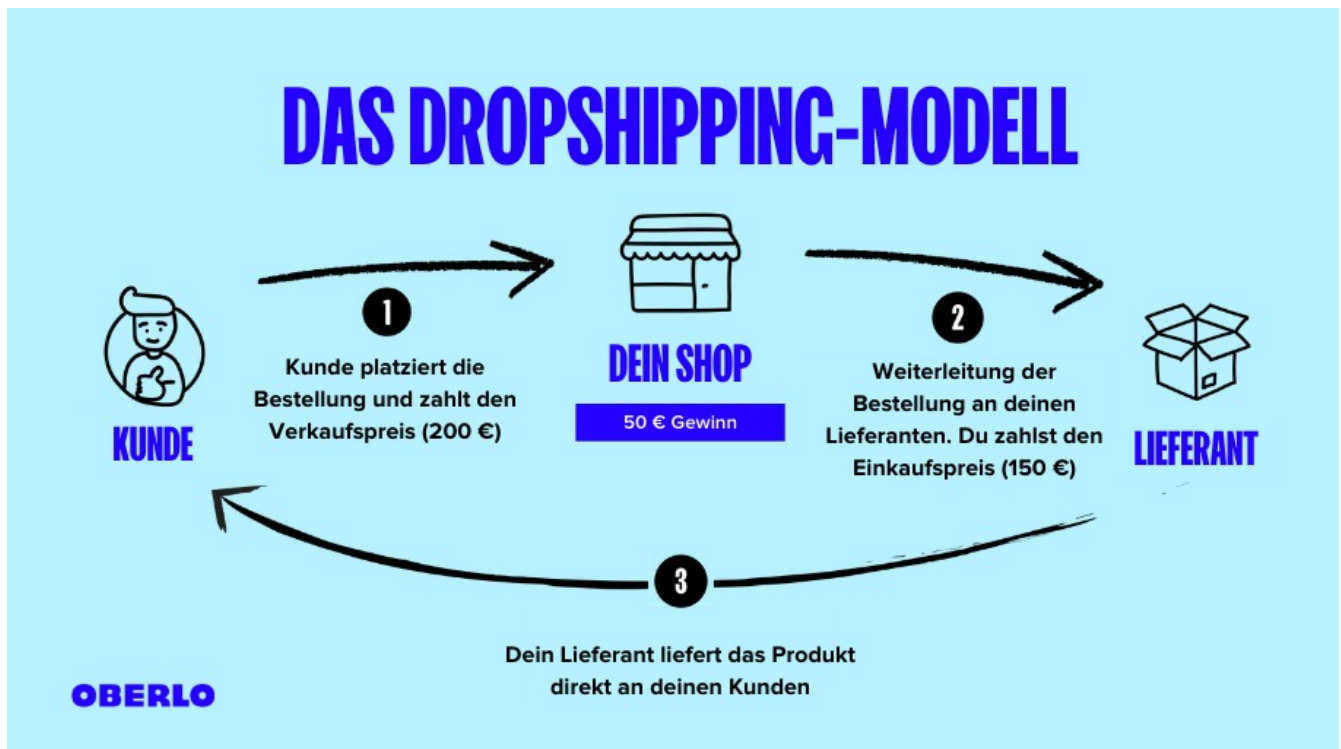 DAS DROPSHIPPING-MODELL
1
Kunde platziert die
Bestellung und zahlt den
Verkaufspreis (200 €)
KUNDE
DEIN SHOP
50 € Gewinn
2
Weiterleitung der
Bestellung an deinen
Lieferanten. Du zahlst den
Einkaufspreis (150 €)
LIEFERANT
3
Dein Lieferant liefert das Produkt
direkt an deinen Kunden
OBERLO